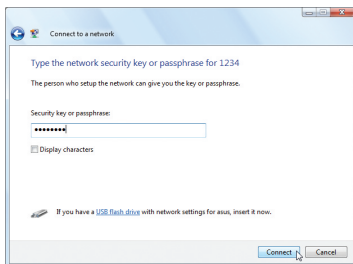 Connect to a network
Type the network security key or passphrase for 1234
The person who setup the network can give you the key or passphrase.
Security key or passphrase:
••••••••
Display characters
If you have a USB flash drive with network settings for asus, insert it now.
Connect
Cancel